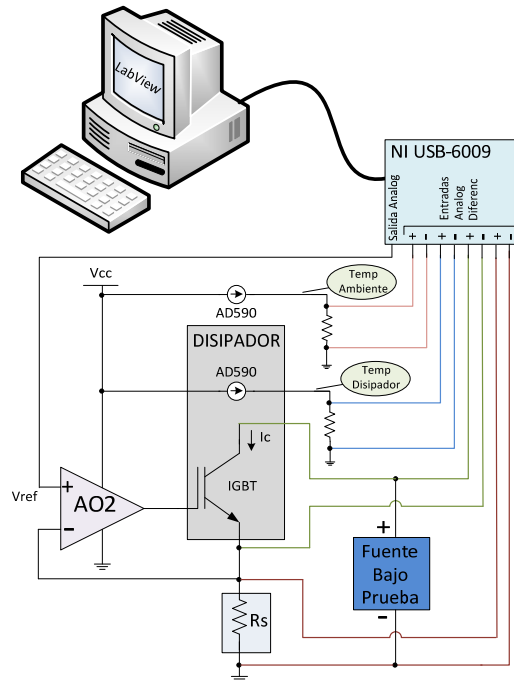 LabView
NI USB-6009
Salida Analog
Entradas
Analog
Diferenc
+ - + - + - + -
Vcc
Temp
Ambiente
AD590
DISIPADOR
AD590
Temp
Disipador
Ic
IGBT
Vref
+
AO2
-
+
Fuente
Bajo
Prueba
-
Rs